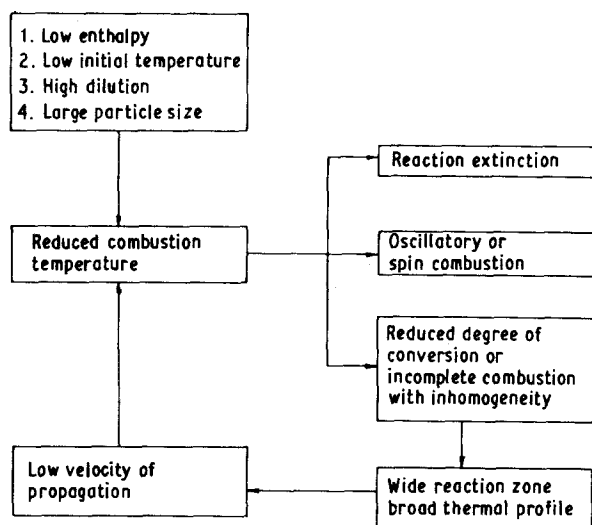 1. Low enthalpy
2. Low initial temperature
3. High dilution
4. Large particle size
Reaction extinction
Reduced combustion
temperature
Oscillatory or
spin combustion
Reduced degree of
conversion or
incomplete combustion
with inhomogeneity
Low velocity of
propagation
Wide reaction zone
broad thermal profile